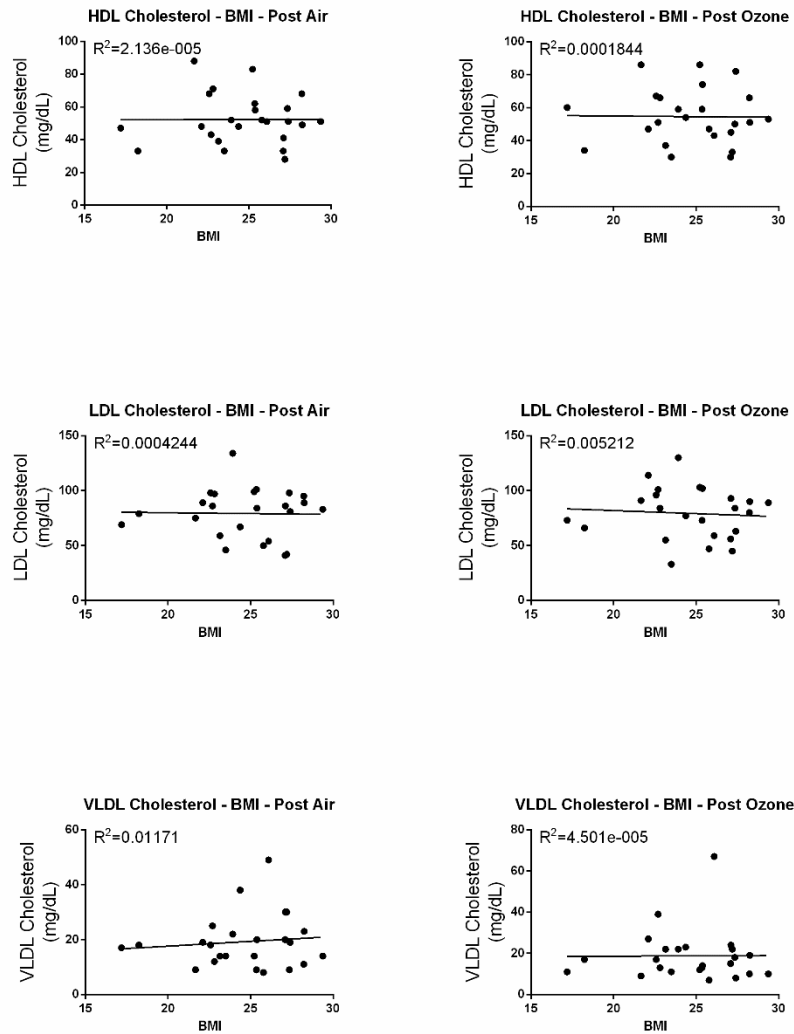 HDL Cholesterol - BMI - Post Air
R²=2.136e-005
100
80
60
40
20
0
15 20 25 30
BMI
HDL Cholesterol
(mg/dL)
HDL Cholesterol - BMI - Post Ozone
R²=0.0001844
100
80
60
40
20
0
15 20 25 30
BMI
HDL Cholesterol
(mg/dL)
LDL Cholesterol - BMI - Post Air
R²=0.0004244
150
100
50
0
15 20 25 30
BMI
LDL Cholesterol
(mg/dL)
LDL Cholesterol - BMI - Post Ozone
R²=0.005212
150
100
50
0
15 20 25 30
BMI
LDL Cholesterol
(mg/dL)
VLDL Cholesterol - BMI - Post Air
R²=0.01171
60
40
20
0
15 20 25 30
BMI
VLDL Cholesterol
(mg/dL)
VLDL Cholesterol - BMI - Post Ozone
R²=4.501e-005
80
60
40
20
0
15 20 25 30
BMI
VLDL Cholesterol
(mg/dL)